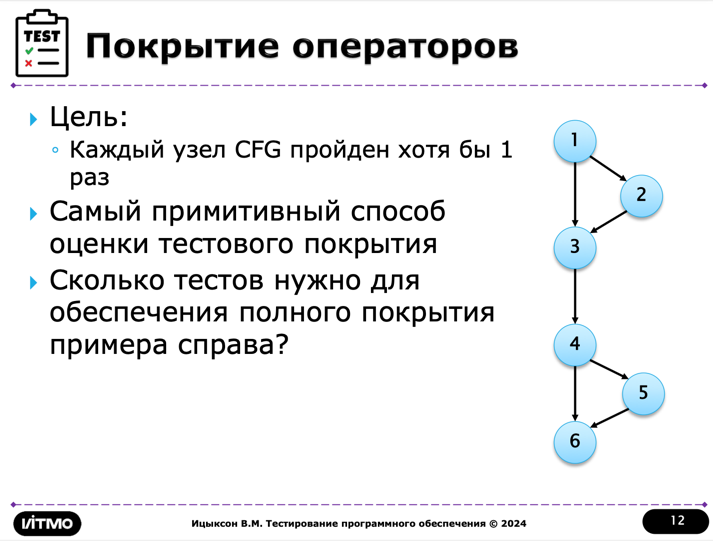 TEST
Покрытие операторов
Цель:
Каждый узел CFG пройден хотя бы 1
раз
Самый примитивный способ
оценки тестового покрытия
Сколько тестов нужно для
обеспечения полного покрытия
примера справа?
1
2
3
4
5
6
ИТМО
Ицыксон В.М. Тестирование программного обеспечения © 2024
12